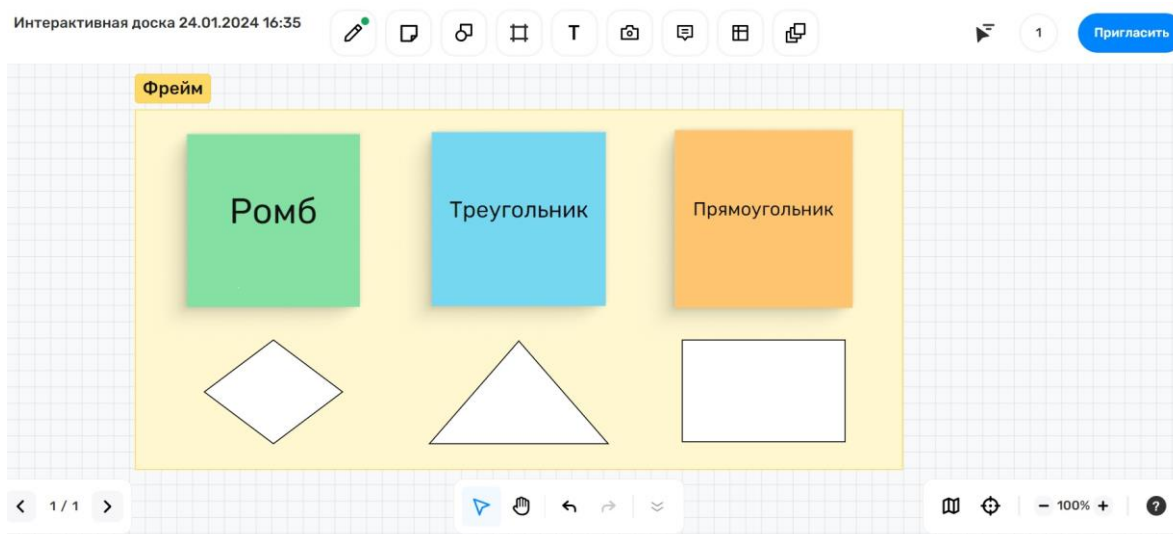 Интерактивная доска 24.01.2024 16:35
T
1
Пригласить
Фрейм
Ромб
Треугольник
Прямоугольник
1 / 1
− 100% +
?